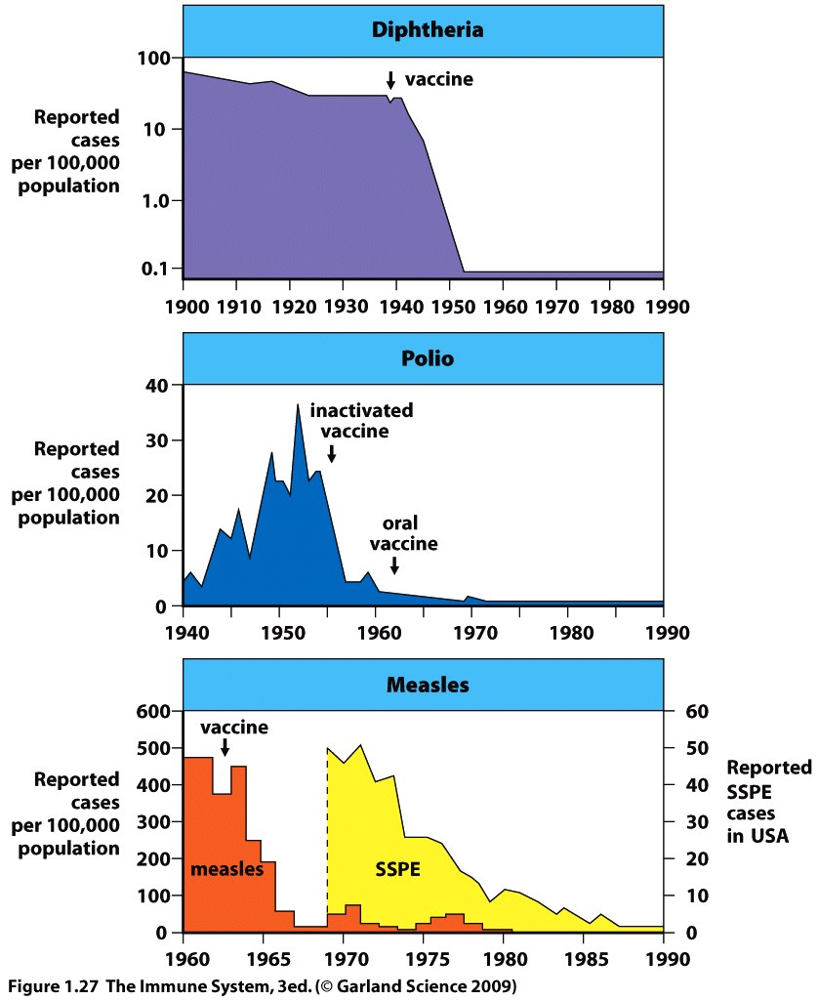 Diphtheria
100
10
1.0
0.1
Reported
cases
per 100,000
population
vaccine
1900 1910 1920 1930 1940 1950 1960 1970 1980 1990
Polio
40
30
20
10
0
Reported
cases
per 100,000
population
inactivated
vaccine
oral
vaccine
1940 1950 1960 1970 1980 1990
Measles
600
500
400
300
200
100
0
Reported
cases
per 100,000
population
vaccine
measles
SSPE
60
50
40
30
20
10
0
Reported
SSPE
cases
in USA
1960 1965 1970 1975 1980 1985 1990
Figure 1.27 The Immune System, 3ed. (© Garland Science 2009)